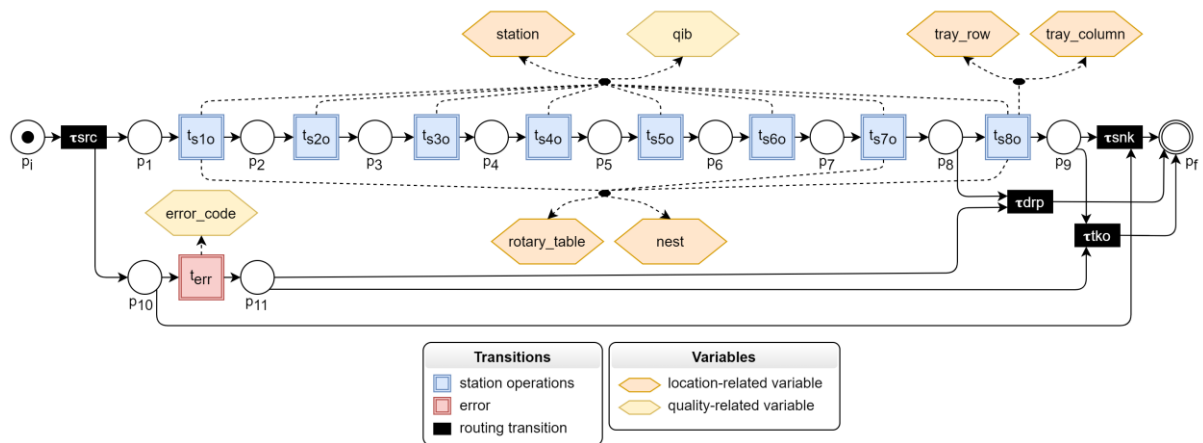 station
qib
tray_row
tray_column
pi
τsrc
p1
ts1o
p2
ts2o
p3
ts3o
p4
ts4o
p5
ts5o
p6
ts6o
p7
ts7o
p8
ts8o
p9
τsnk
pf
τdrp
τtko
error_code
rotary_table
nest
p10
terr
p11
Transitions
station operations
error
routing transition
Variables
location-related variable
quality-related variable